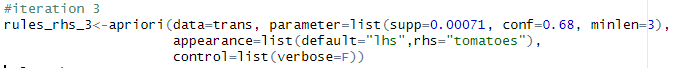 #iteration 3
rules_rhs_3<-apriori(data=trans, parameter=list(supp=0.00071, conf=0.68, minlen=3),
appearance=list(default="lhs",rhs="tomatoes"),
control=list(verbose=F))